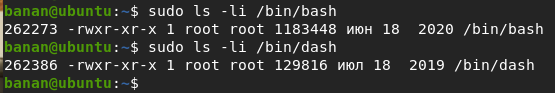 banan@ubuntu:~$ sudo ls -li /bin/bash
262273 -rwxr-xr-x 1 root root 1183448 июн 18  2020 /bin/bash
banan@ubuntu:~$ sudo ls -li /bin/dash
262386 -rwxr-xr-x 1 root root 129816 июл 18  2019 /bin/dash
banan@ubuntu:~$